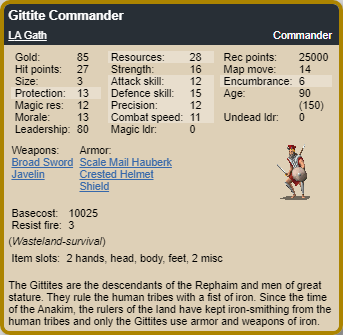 Gittite Commander
LA Gath Commander
Gold: 85 Resources: 28 Rec points: 25000
Hit points: 27 Strength: 16 Map move: 14
Size: 3 Attack skill: 12 Encumbrance: 6
Protection: 13 Defence skill: 15 Age: 90
Magic res: 12 Precision: 12 (150)
Morale: 13 Combat speed: 11 Undead ldr: 0
Leadership: 80 Magic ldr: 0
Weapons: Armor:
Broad Sword Scale Mail Hauberk
Javelin Crested Helmet
Shield
Basecost: 10025
Resist fire: 3
(Wasteland-survival)
Item slots: 2 hands, head, body, feet, 2 misc
The Gittites are the descendants of the Rephaim and men of great
stature. They rule the human tribes with a fist of iron. Since the time
of the Anakim, the rulers of the land have kept iron-smithing from the
human tribes and only the Gittites use armor and weapons of iron.